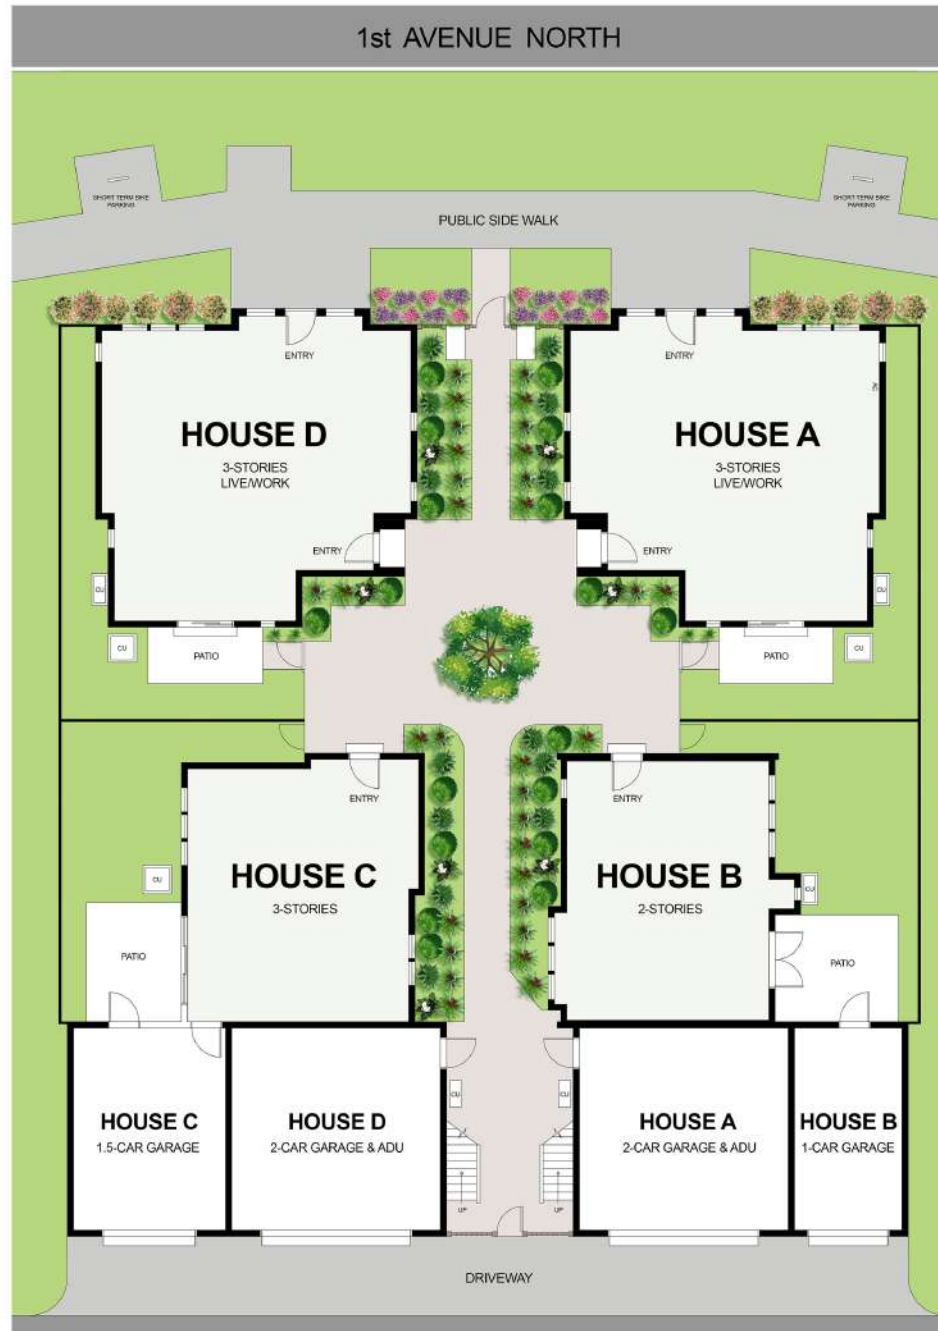 1st AVENUE NORTH
SHORT TERM BIKE
PARKING
SHORT TERM BIKE
PARKING
PUBLIC SIDE WALK
ENTRY
ENTRY
AC
HOUSE D
3-STORIES
LIVE/WORK
HOUSE A
3-STORIES
LIVE/WORK
ENTRY
ENTRY
CU
CU
CU
PATIO
PATIO
CU
ENTRY
ENTRY
HOUSE C
3-STORIES
HOUSE B
2-STORIES
CU
CU
PATIO
PATIO
HOUSE C
1.5-CAR GARAGE
HOUSE D
2-CAR GARAGE & ADU
CU
CU
HOUSE A
2-CAR GARAGE & ADU
HOUSE B
1-CAR GARAGE
UP
UP
DRIVEWAY